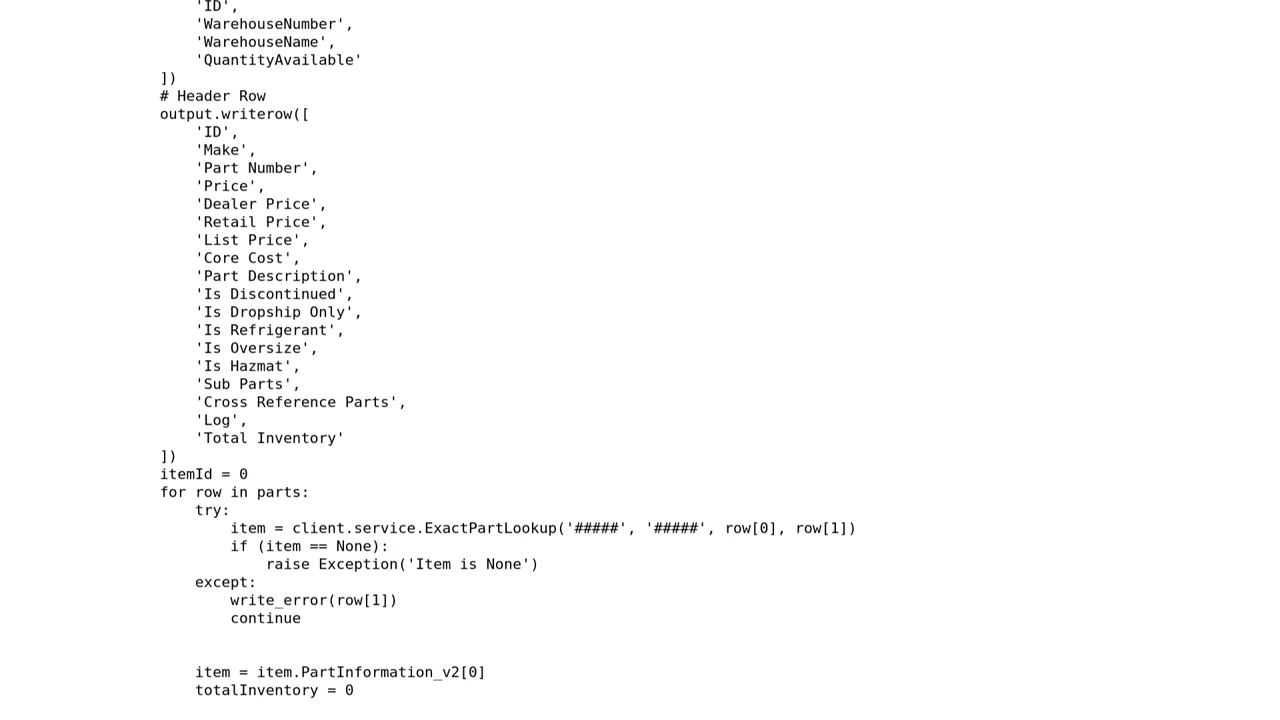 'ID',
'WarehouseNumber',
'WarehouseName',
'QuantityAvailable'
])
# Header Row
output.writerow([
'ID',
'Make',
'Part Number',
'Price',
'Dealer Price',
'Retail Price',
'List Price',
'Core Cost',
'Part Description',
'Is Discontinued',
'Is Dropship Only',
'Is Refrigerant',
'Is Oversize',
'Is Hazmat',
'Sub Parts',
'Cross Reference Parts',
'Log',
'Total Inventory'
])
itemId = 0
for row in parts:
try:
item = client.service.ExactPartLookup('#####', '#####', row[0], row[1])
if (item == None):
raise Exception('Item is None')
except:
write_error(row[1])
continue
item = item.PartInformation_v2[0]
totalInventory = 0